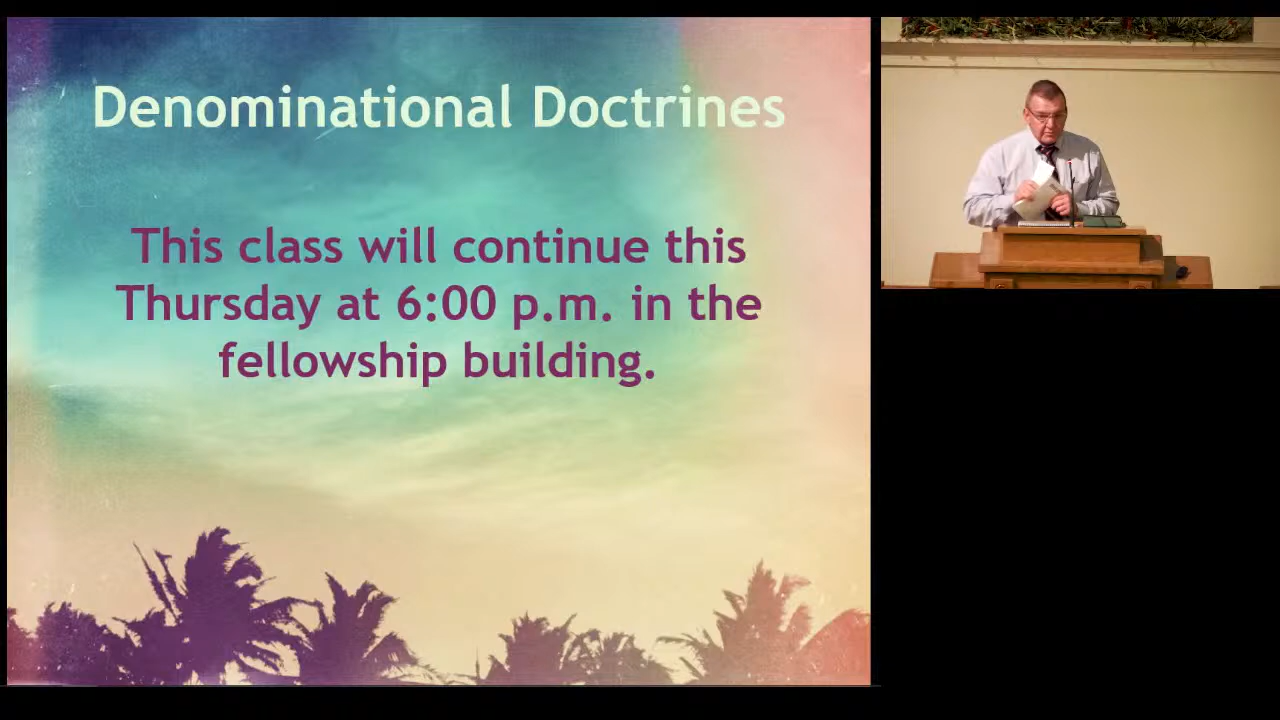 Denominational Doctrines
This class will continue this
Thursday at 6:00 p.m. in the
fellowship building.